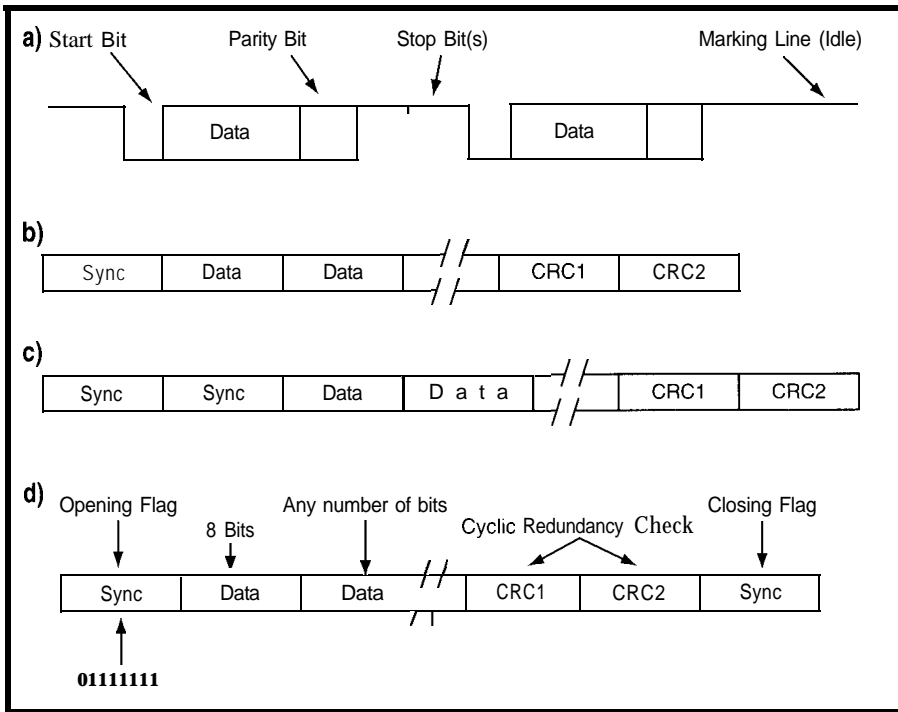 a) Start Bit Parity Bit Stop Bit(s) Marking Line (Idle)
Data Data
b)
Sync Data Data CRC1 CRC2
c)
Sync Sync Data Data CRC1 CRC2
d)
Opening Flag 8 Bits Any number of bits Cyclic Redundancy Check Closing Flag
Sync Data Data CRC1 CRC2 Sync
01111111